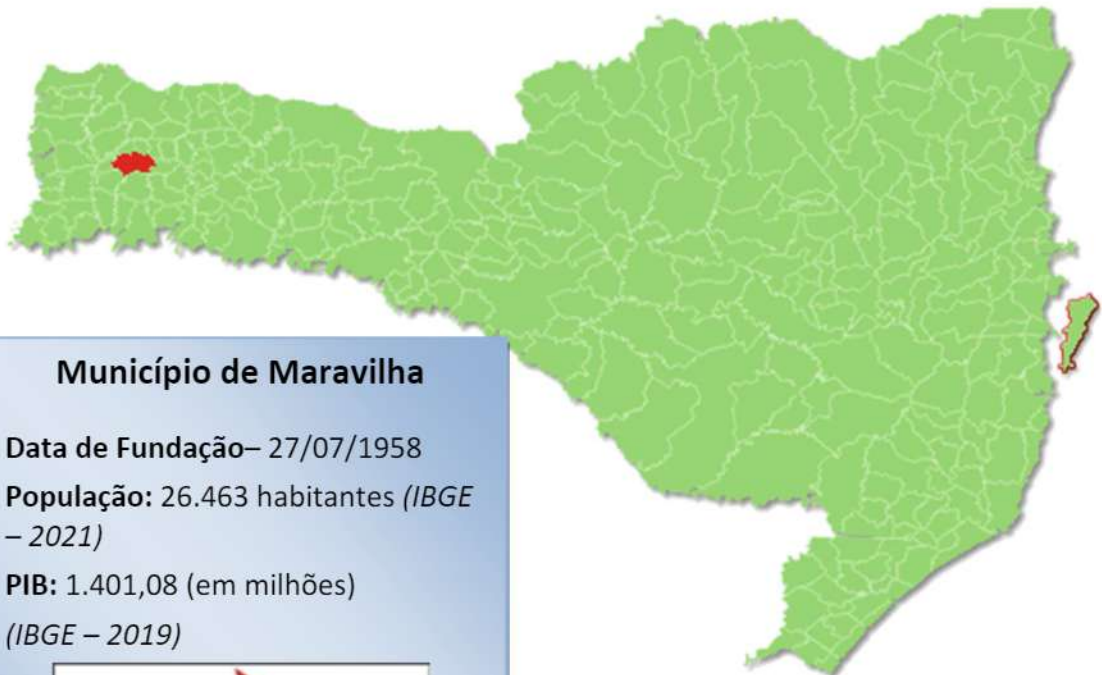 Município de Maravilha
Data de Fundação– 27/07/1958
População: 26.463 habitantes (IBGE
– 2021)
PIB: 1.401,08 (em milhões)
(IBGE – 2019)